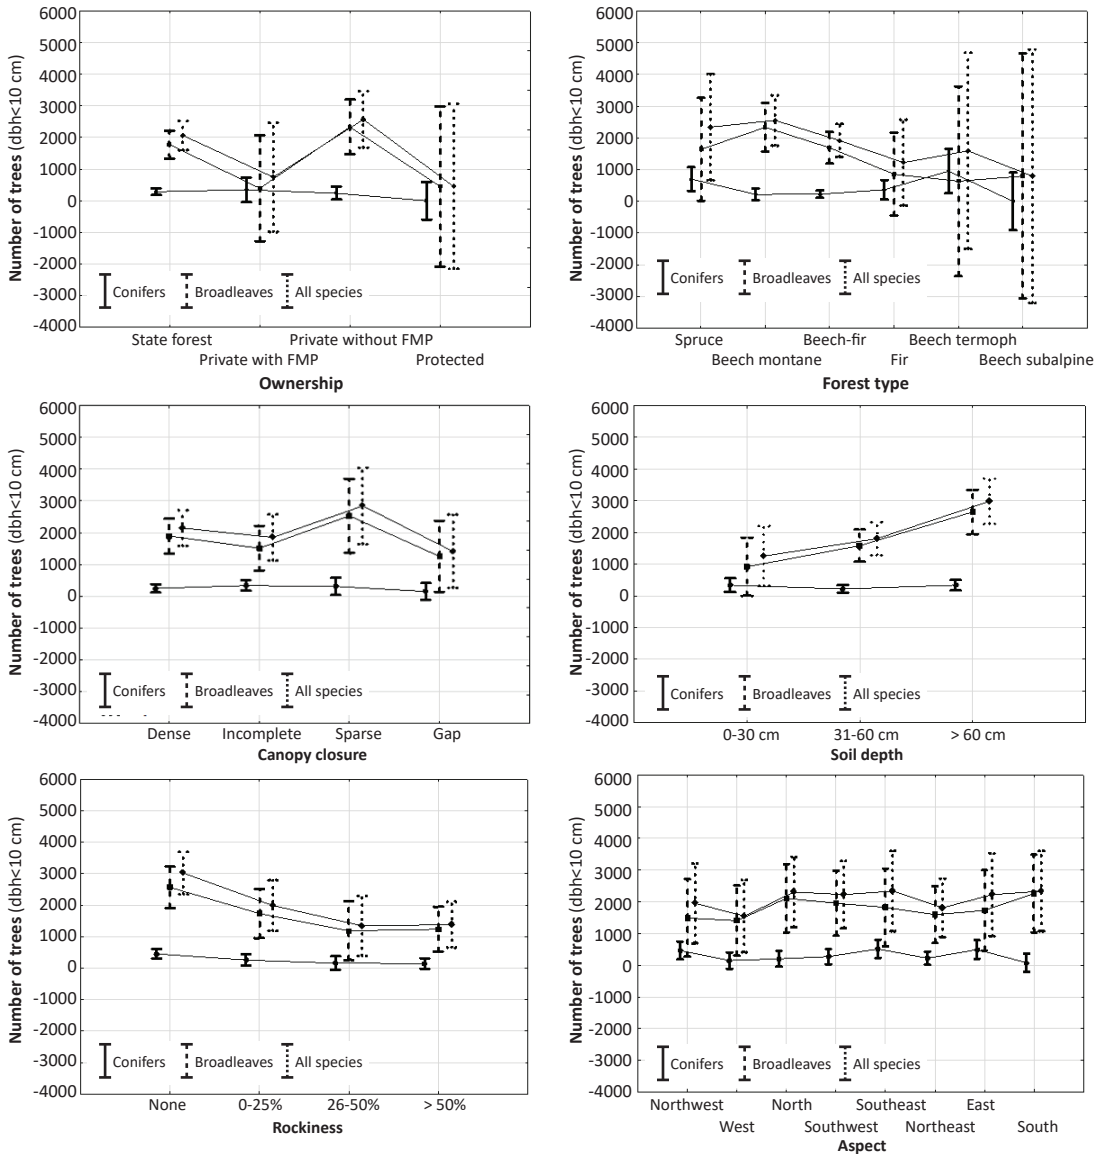 6000
5000
4000
3000
2000
1000
0
-1000
-2000
-3000
-4000
Number of trees (dbh<10 cm)
Conifers Broadleaves All species
State forest Private without FMP
Private with FMP Protected
Ownership
6000
5000
4000
3000
2000
1000
0
-1000
-2000
-3000
-4000
Number of trees (dbh<10 cm)
Conifers Broadleaves All species
Spruce Beech-fir Beech termoph
Beech montane Fir Beech subalpine
Forest type
6000
5000
4000
3000
2000
1000
0
-1000
-2000
-3000
-4000
Number of trees (dbh<10 cm)
Conifers Broadleaves All species
Dense Incomplete Sparse Gap
Canopy closure
6000
5000
4000
3000
2000
1000
0
-1000
-2000
-3000
-4000
Number of trees (dbh<10 cm)
Conifers Broadleaves All species
0-30 cm 31-60 cm > 60 cm
Soil depth
6000
5000
4000
3000
2000
1000
0
-1000
-2000
-3000
-4000
Number of trees (dbh<10 cm)
Conifers Broadleaves All species
None 0-25% 26-50% > 50%
Rockiness
6000
5000
4000
3000
2000
1000
0
-1000
-2000
-3000
-4000
Number of trees (dbh<10 cm)
Conifers Broadleaves All species
Northwest North Southeast East
West Southwest Northeast South
Aspect